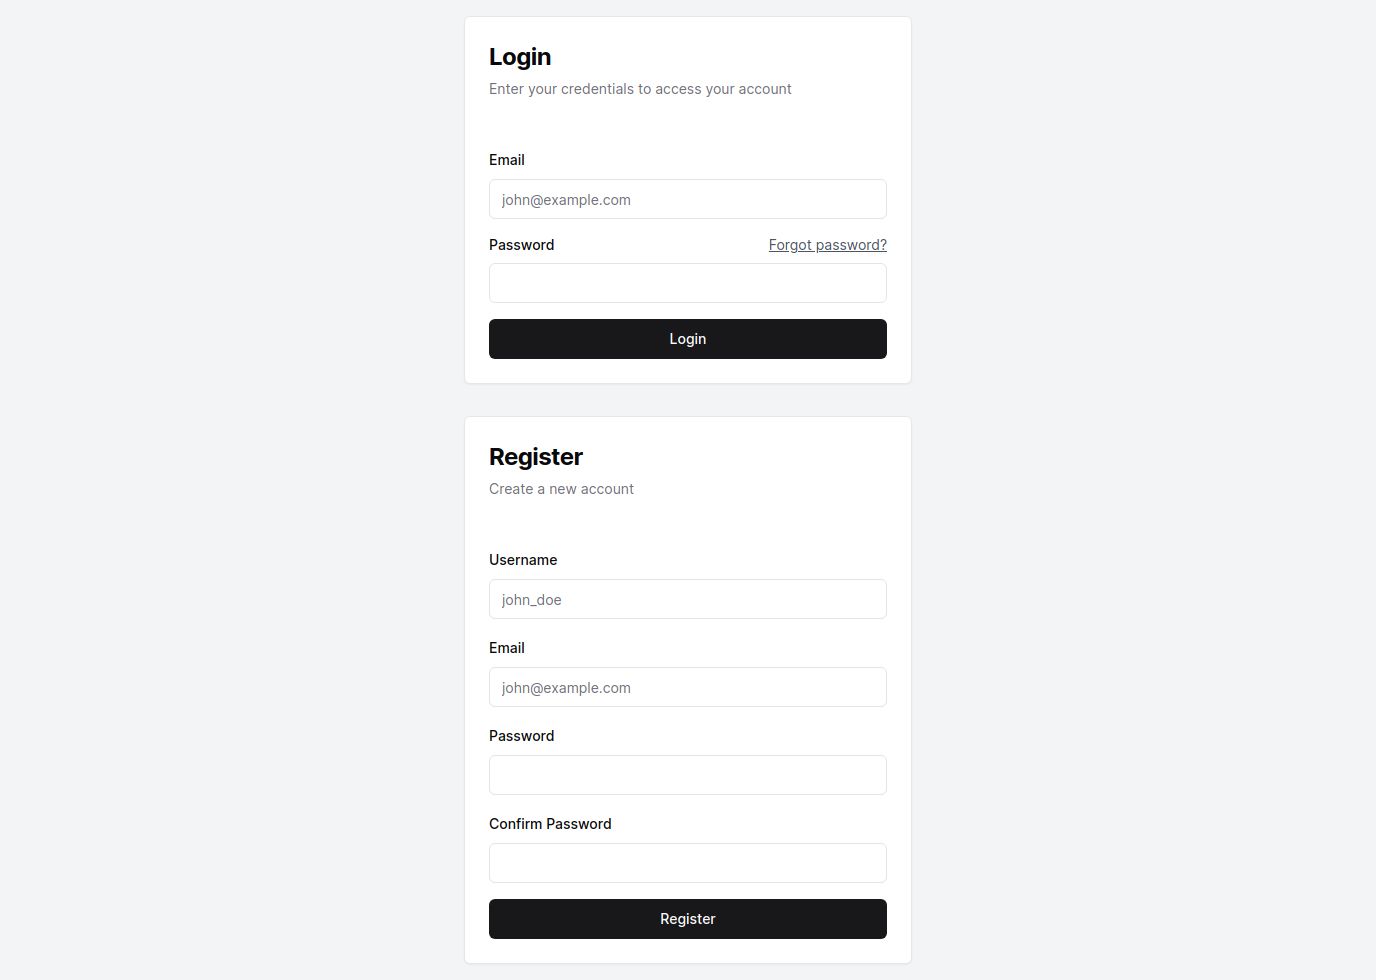 Login
Enter your credentials to access your account
Email
john@example.com
Password Forgot password?
Login
Register
Create a new account
Username
john_doe
Email
john@example.com
Password
Confirm Password
Register